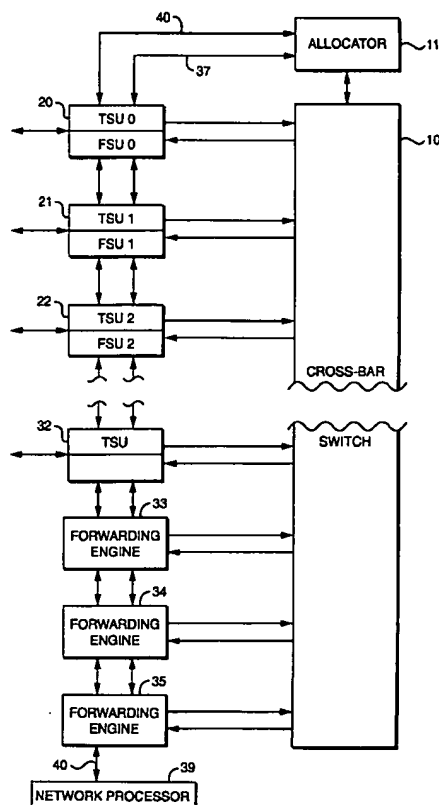 40
ALLOCATOR
11
37
20
TSU 0
FSU 0
10
21
TSU 1
FSU 1
22
TSU 2
FSU 2
CROSS-BAR
32
TSU
SWITCH
33
FORWARDING
ENGINE
34
FORWARDING
ENGINE
35
FORWARDING
ENGINE
40
39
NETWORK PROCESSOR